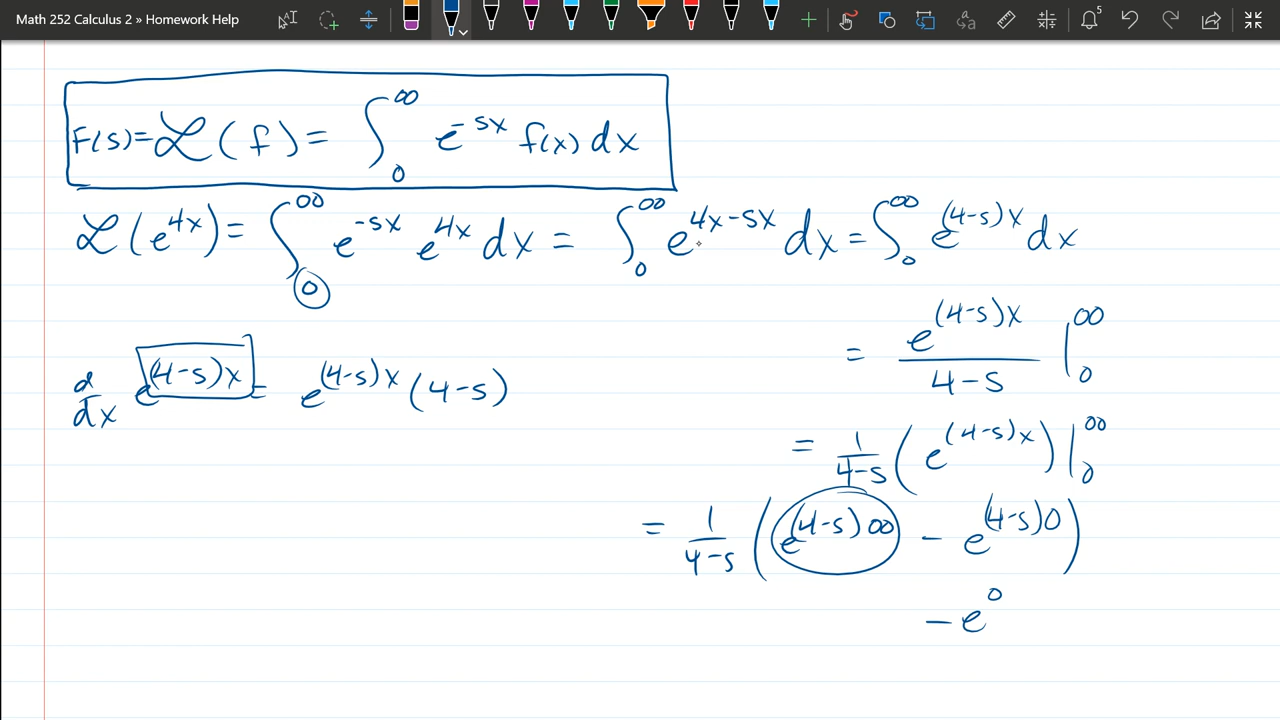 Math 252 Calculus 2 » Homework Help
5
F(s)=ℒ(f)= ∫₀^∞ e^{-sx} f(x) dx
ℒ(e^{4x})= ∫₀^∞ e^{-sx} e^{4x} dx = ∫₀^∞ e^{4x-sx} dx = ∫₀^∞ e^{(4-s)x} dx
= e^{(4-s)x}/(4-s) |₀^∞
d/dx e^{(4-s)x} = e^{(4-s)x} (4-s)
= 1/(4-s) (e^{(4-s)x}) |₀^∞
= 1/(4-s) (e^{(4-s)∞} - e^{(4-s)0})
- e^0